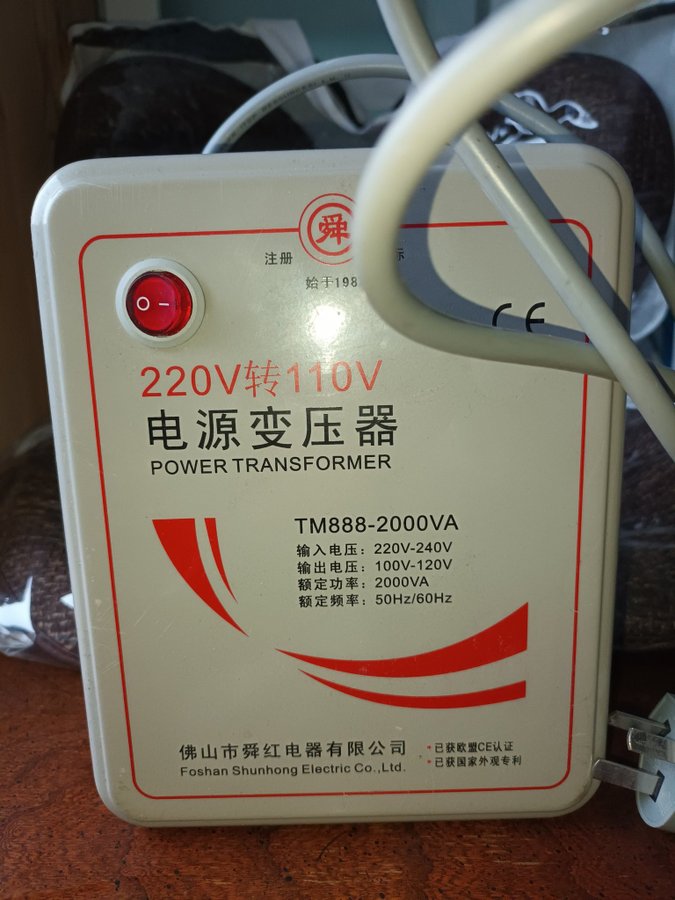 舜
注册
标
始于198
CE
220V转110V
电源变压器
POWER TRANSFORMER
TM888-2000VA
输入电压：220V-240V
输出电压：100V-120V
额定功率：2000VA
额定频率：50Hz/60Hz
佛山市舜红电器有限公司
Foshan Shunhong Electric Co.,Ltd.
*已获欧盟CE认证
*已获国家外观专利